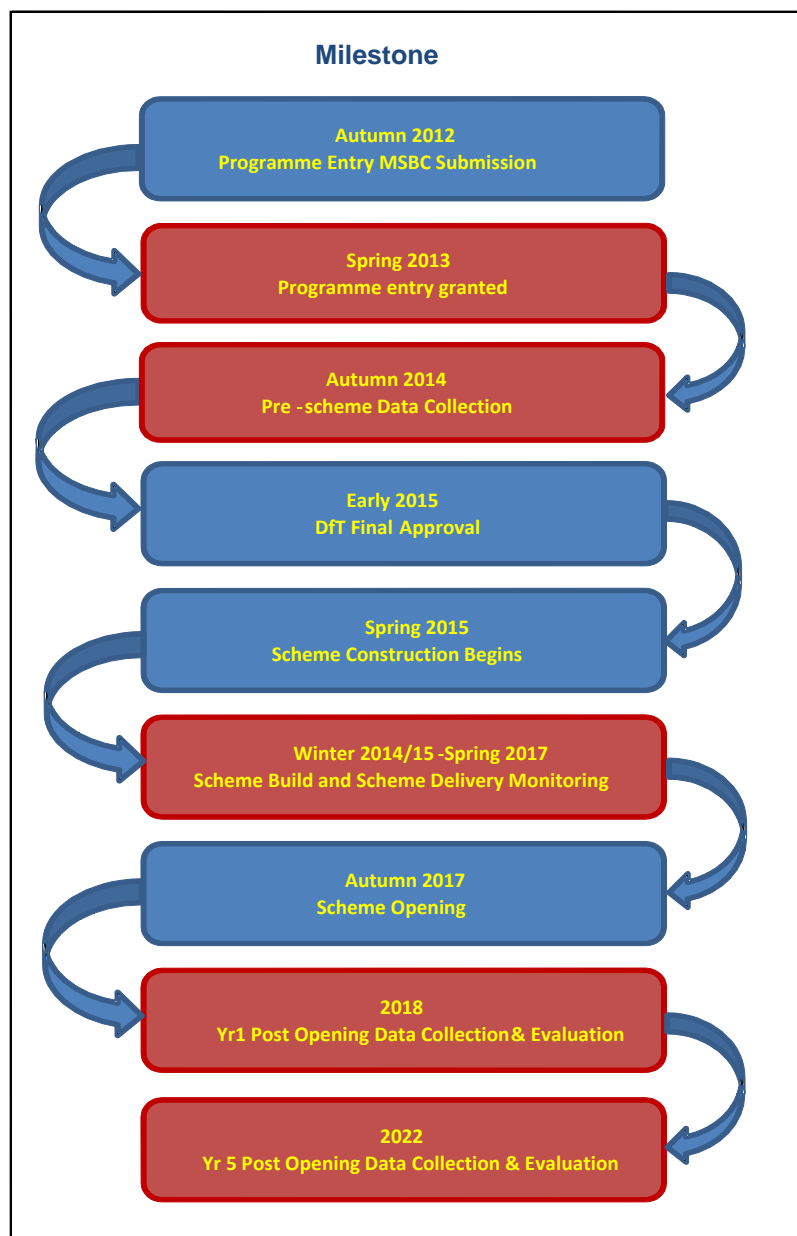 Milestone
Autumn 2012
Programme Entry MSBC Submission
Spring 2013
Programme entry granted
Autumn 2014
Pre -scheme Data Collection
Early 2015
DfT Final Approval
Spring 2015
Scheme Construction Begins
Winter 2014/15 -Spring 2017
Scheme Build and Scheme Delivery Monitoring
Autumn 2017
Scheme Opening
2018
Yr1 Post Opening Data Collection& Evaluation
2022
Yr 5 Post Opening Data Collection & Evaluation